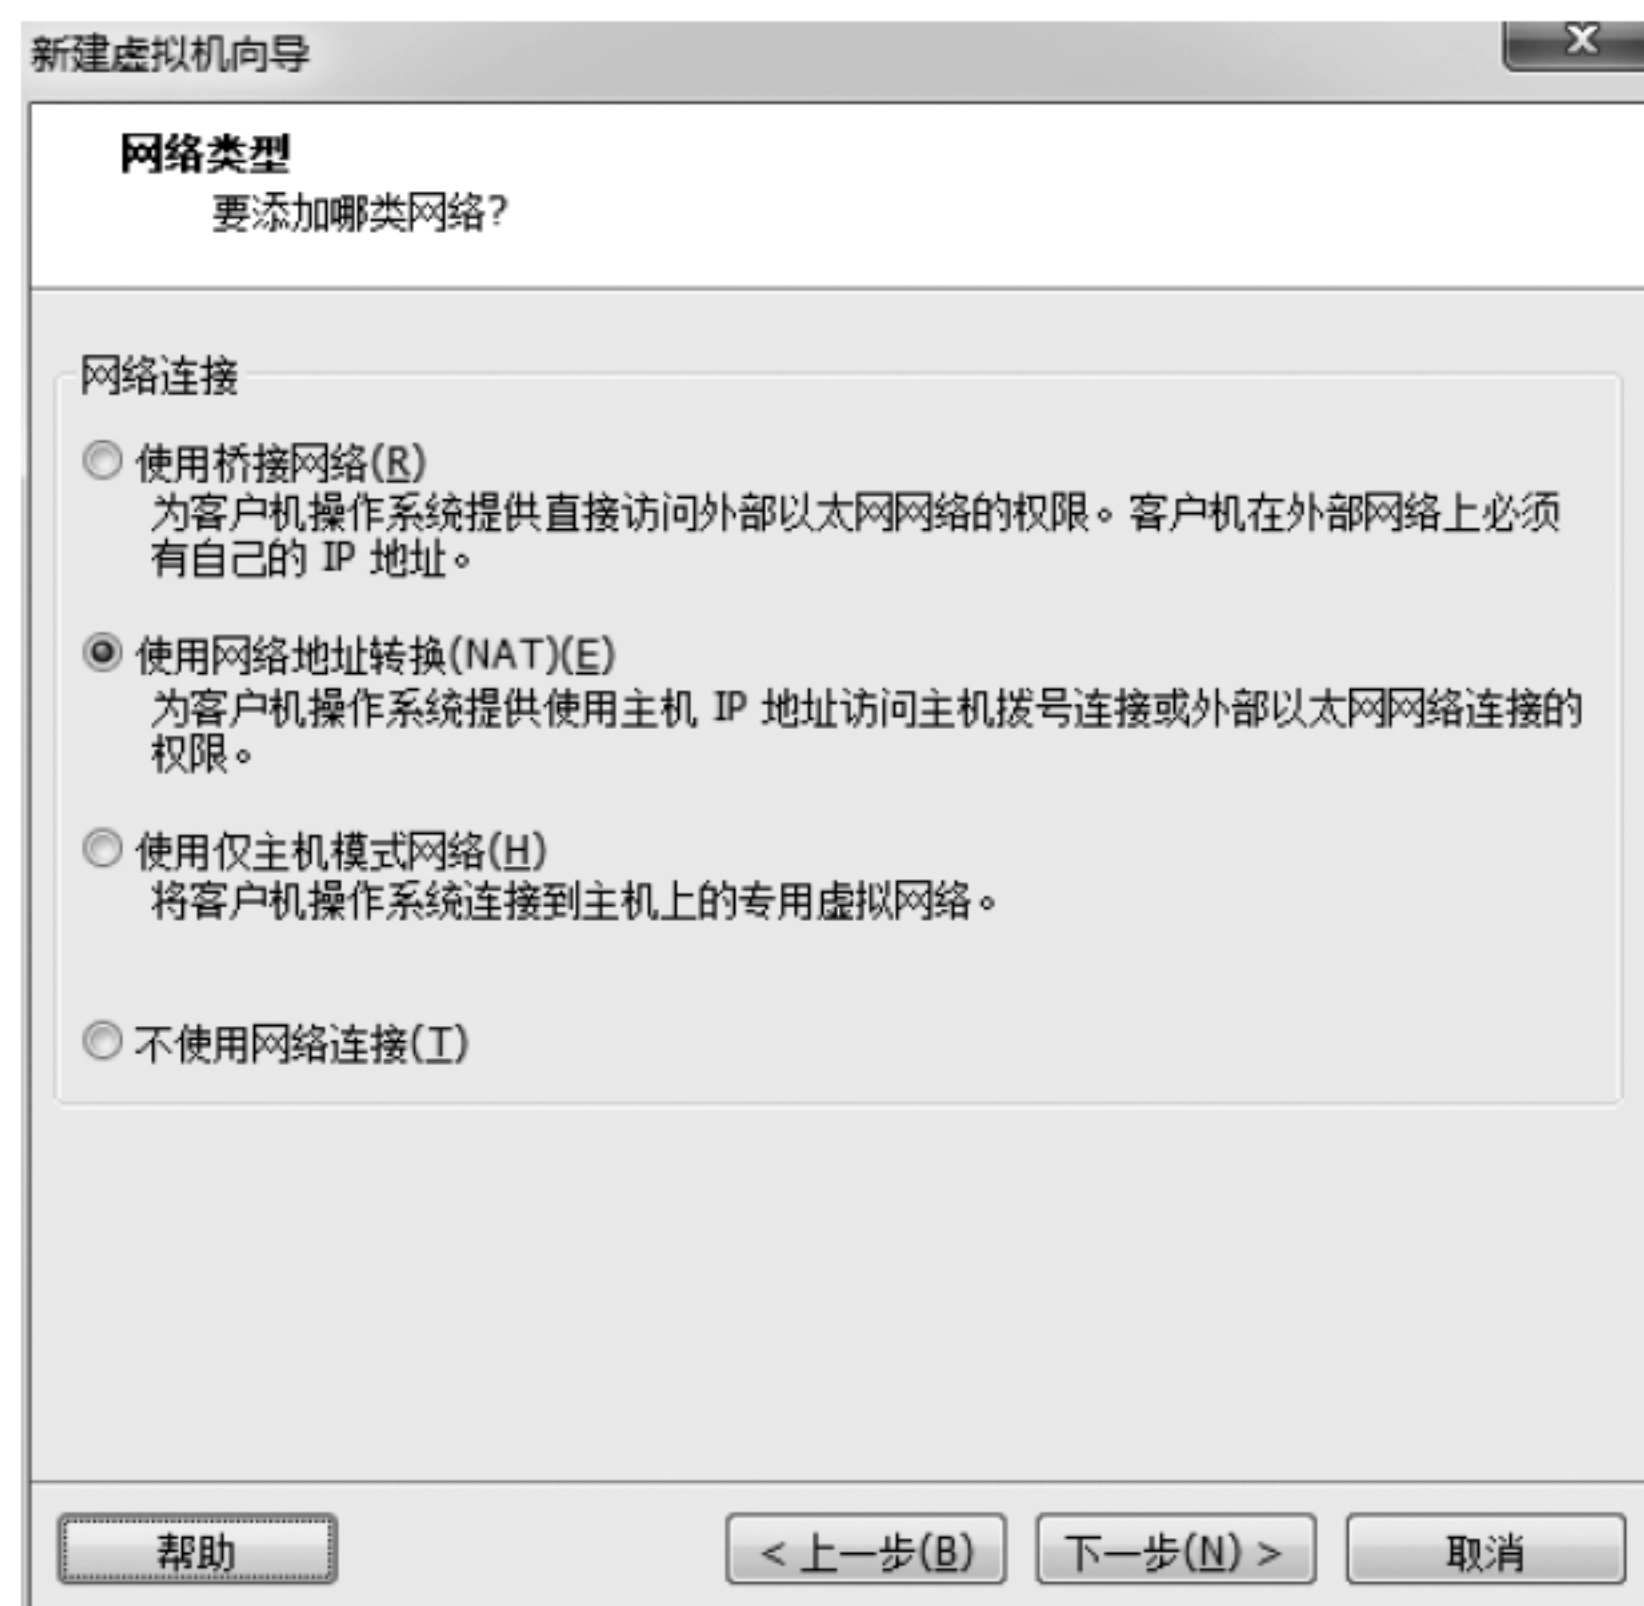 新建虚拟机向导
网络类型
要添加哪类网络?
网络连接
使用桥接网络(R)
为客户机操作系统提供直接访问外部以太网网络的权限。客户机在外部网络上必须
有自己的 IP 地址。
使用网络地址转换(NAT)(E)
为客户机操作系统提供使用主机 IP 地址访问主机拨号连接或外部以太网网络连接的
权限。
使用仅主机模式网络(H)
将客户机操作系统连接到主机上的专用虚拟网络。
不使用网络连接(T)
帮助
< 上一步(B)
下一步(N) >
取消